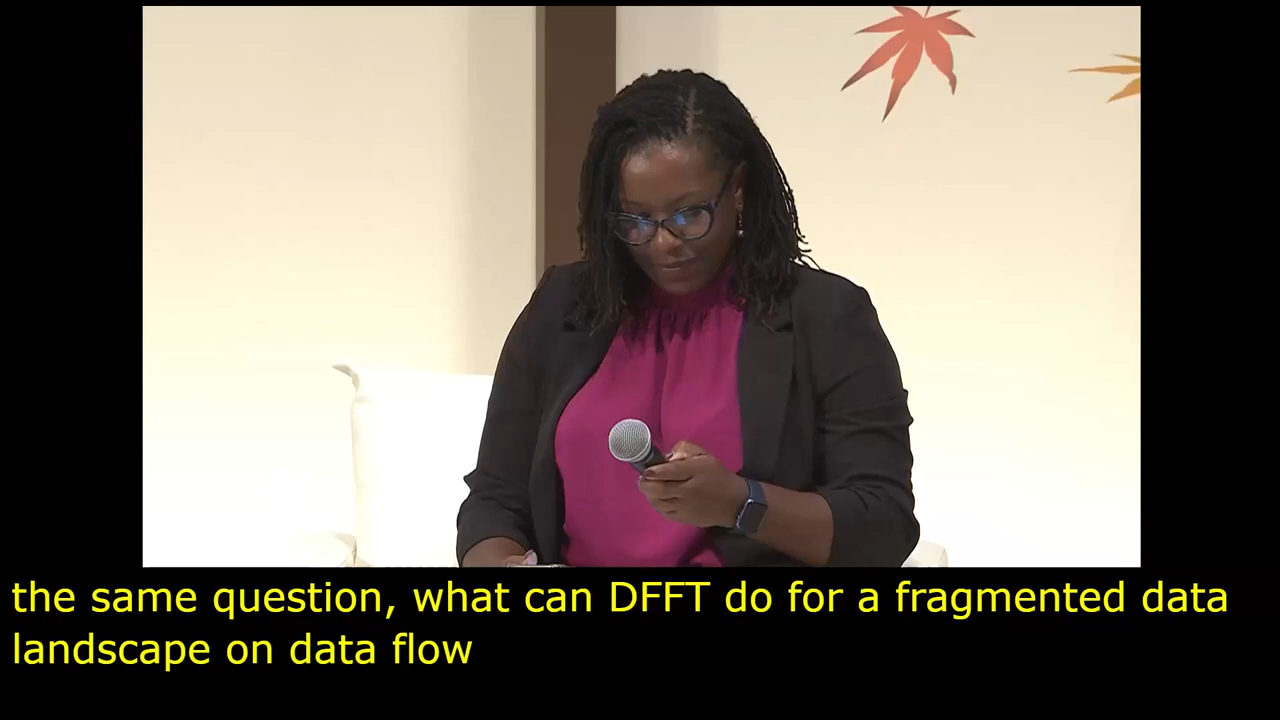 the same question, what can DFFT do for a fragmented data
landscape on data flow